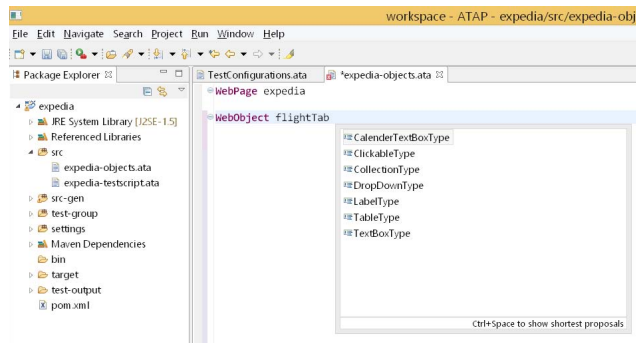 workspace - ATAP - expedia/src/expedia-obj
File Edit Navigate Search Project Run Window Help
Package Explorer
TestConfigurations.ata
*expedia-objects.ata
WebPage expedia
expedia
JRE System Library [J2SE-1.5]
Referenced Libraries
src
expedia-objects.ata
expedia-testscript.ata
src-gen
test-group
settings
Maven Dependencies
bin
target
test-output
pom.xml
WebObject flightTab
CalenderTextBoxType
ClickableType
CollectionType
DropDownType
LabelType
TableType
TextBoxType
Ctrl+Space to show shortest proposals